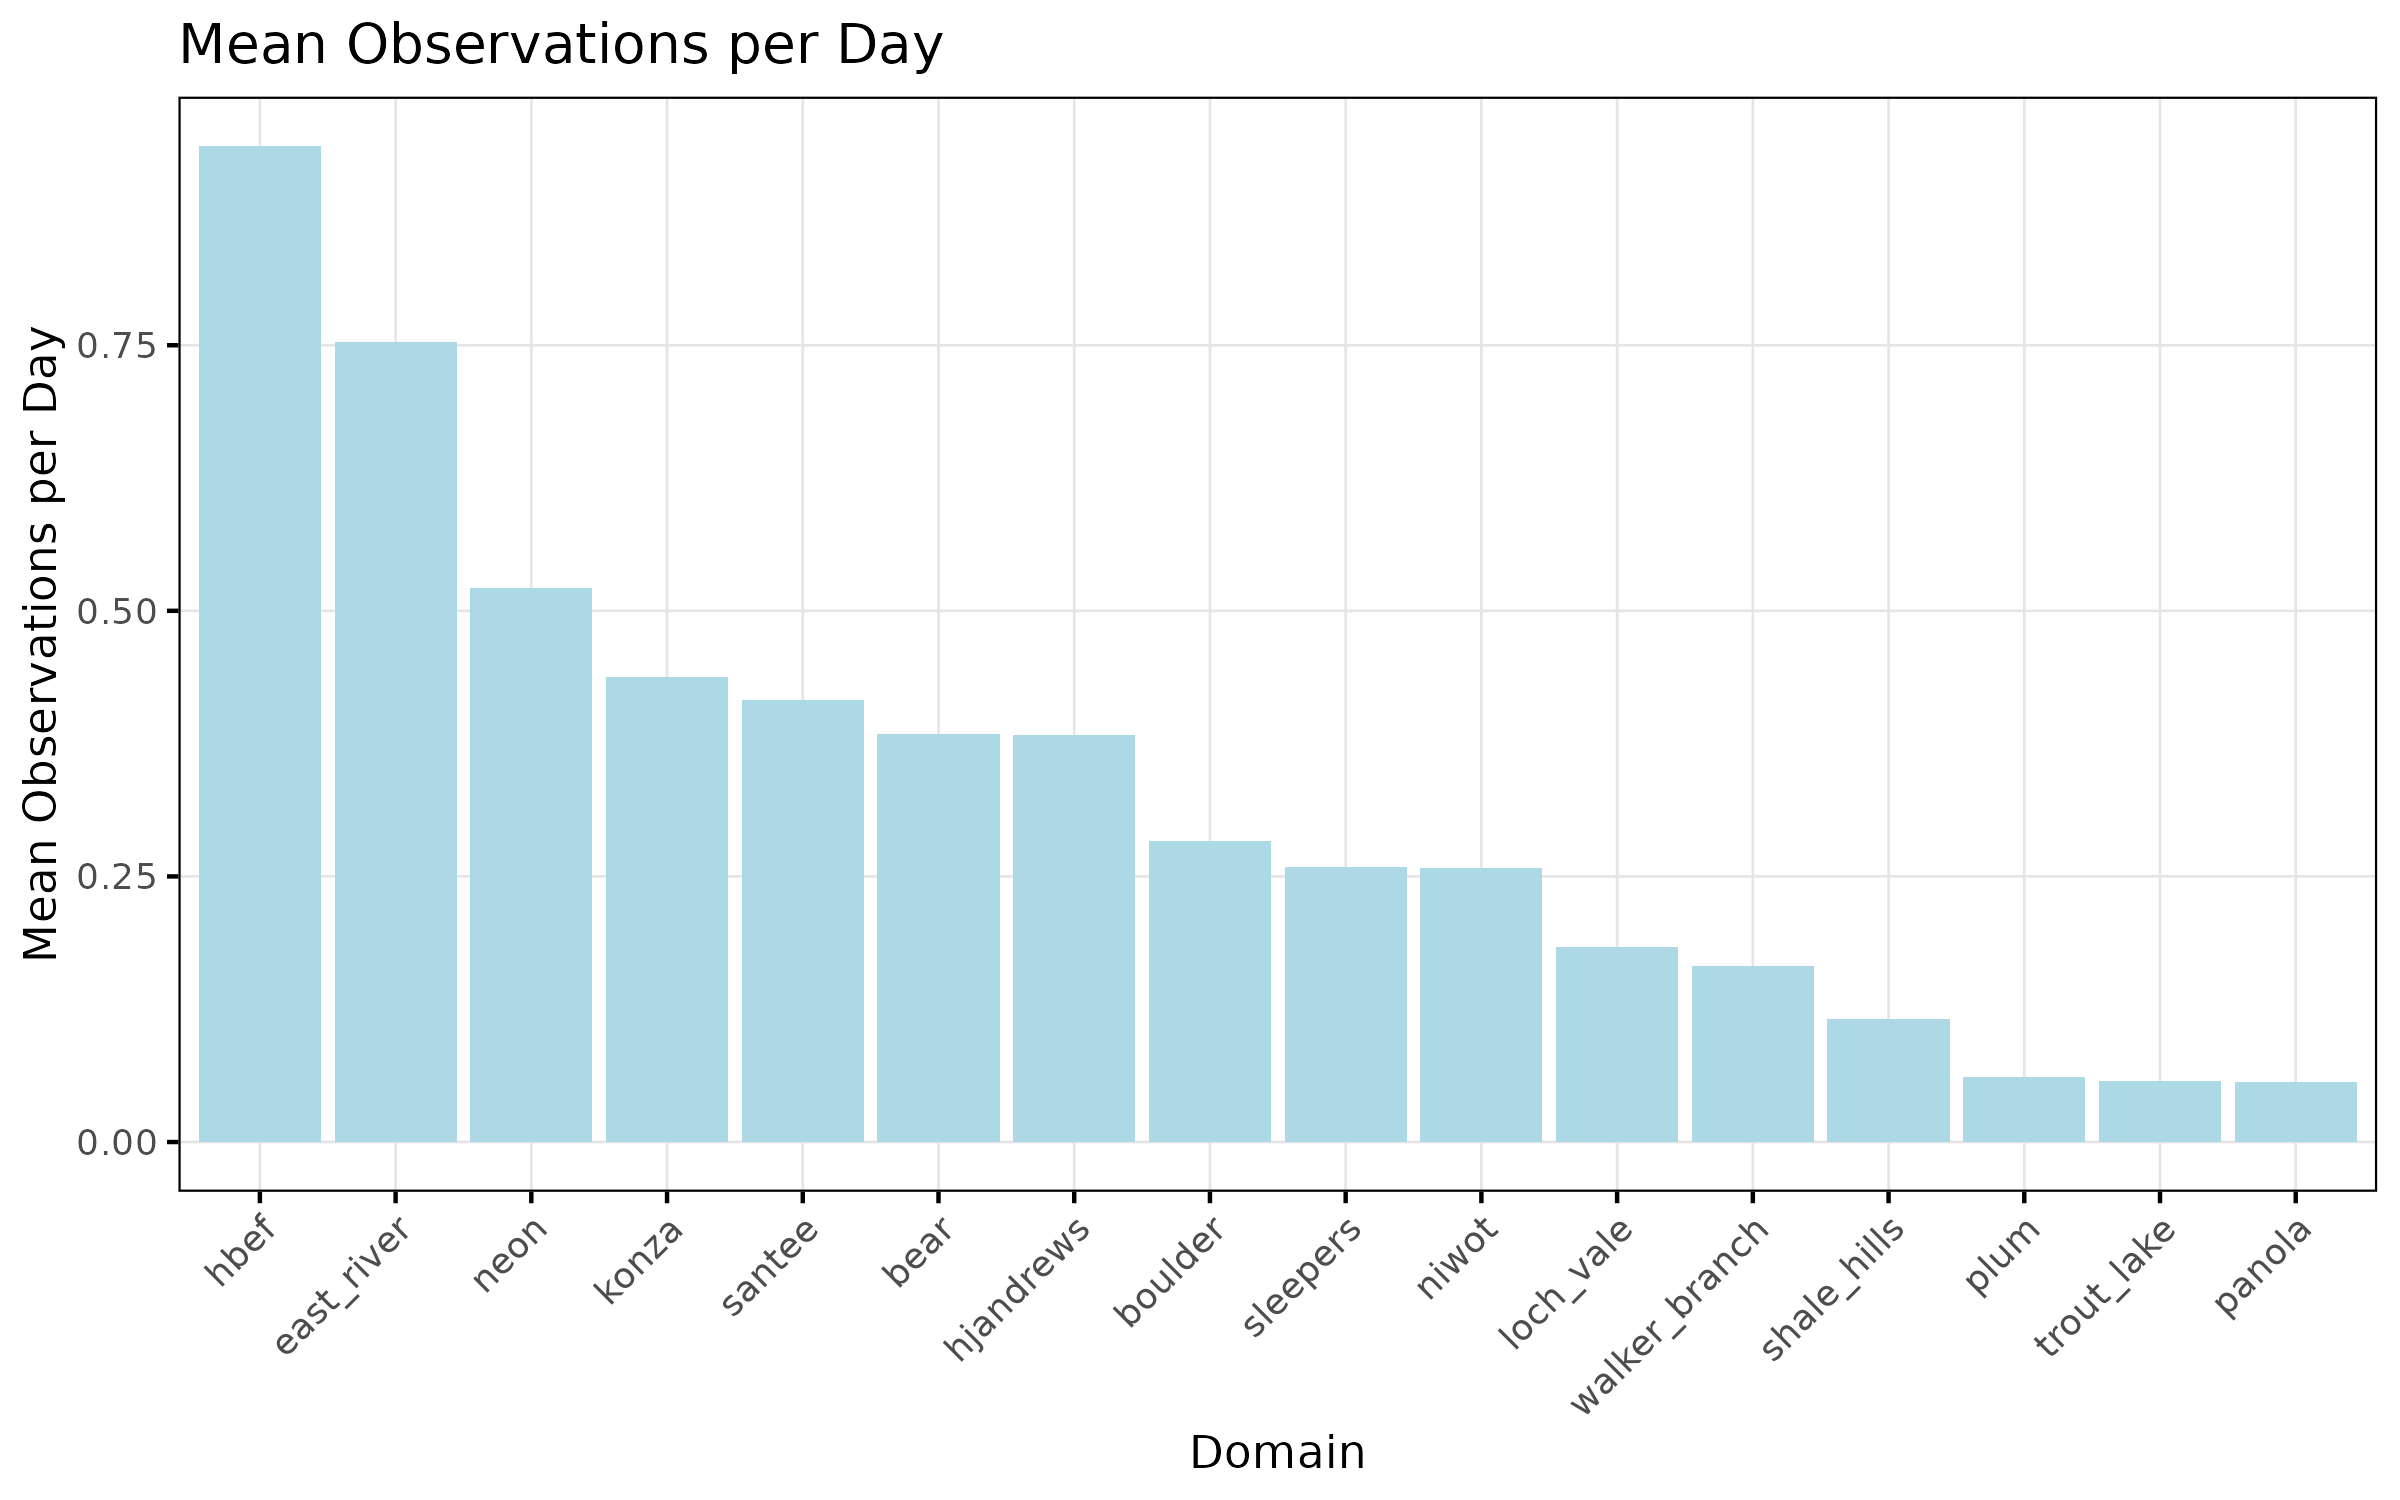 Mean Observations per Day
Mean Observations per Day
0.75
0.50
0.25
0.00
hbef
east_river
neon
konza
santee
bear
hjandrews
boulder
sleepers
niwot
loch_vale
walker_branch
shale_hills
plum
trout_lake
panola
Domain